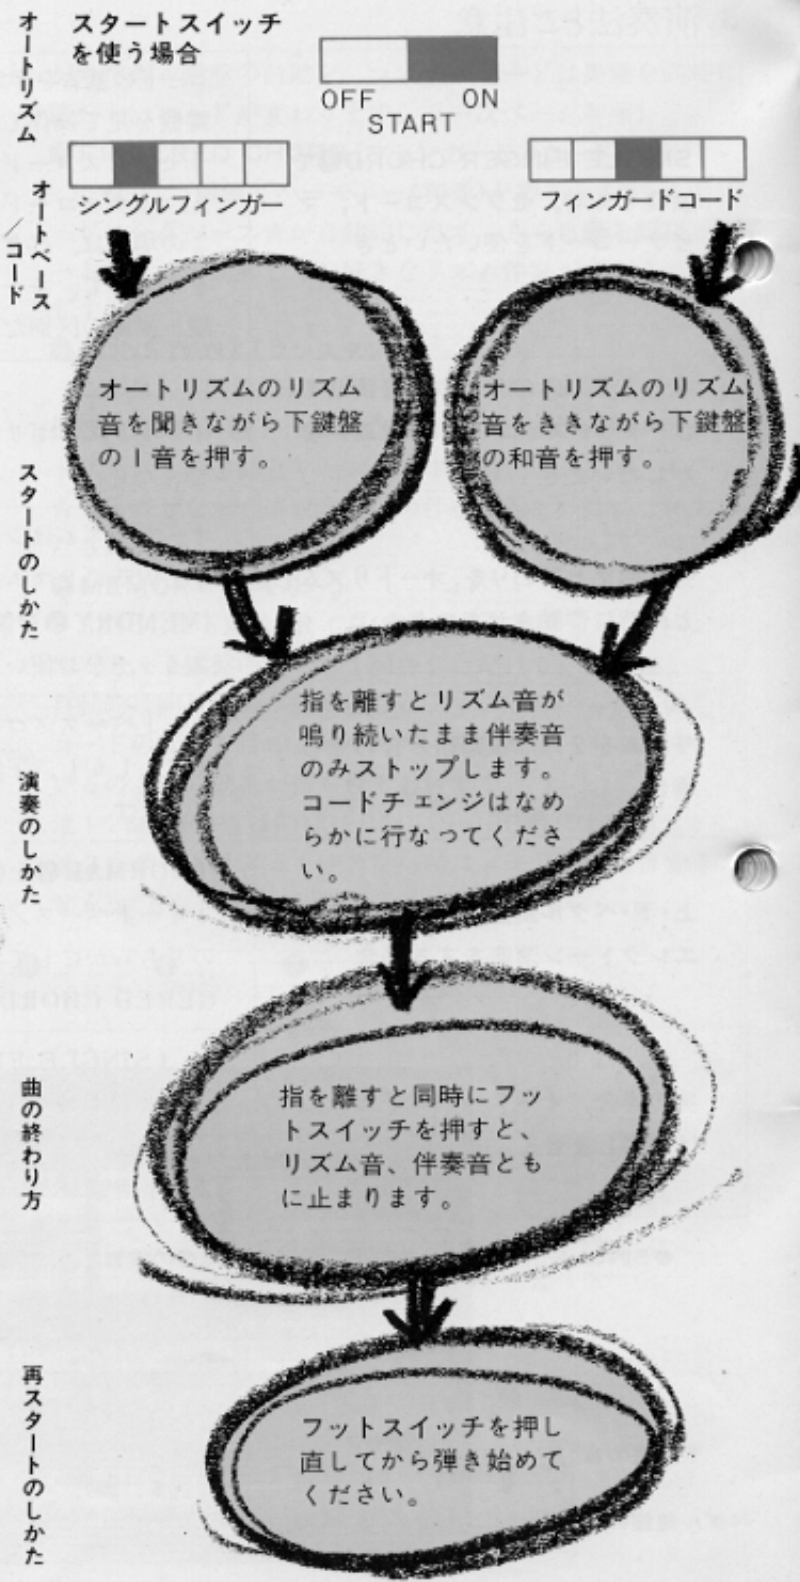 オートリズム
スタートスイッチ
を使う場合
OFF ON
START
オートベース
／コード
シングルフィンガー
フィンガードコード
スタートのしかた
オートリズムのリズム
音を聞きながら下鍵盤
の1音を押す。
オートリズムのリズム
音をききながら下鍵盤
の和音を押す。
演奏のしかた
指を離すとリズム音が
鳴り続いたまま伴奏音
のみストップします。
コードチェンジはなめ
らかに行なってくださ
い。
曲の終わり方
指を離すと同時にフッ
トスイッチを押すと、
リズム音、伴奏音とも
に止まります。
再スタートのしかた
フットスイッチを押し
直してから弾き始めて
ください。